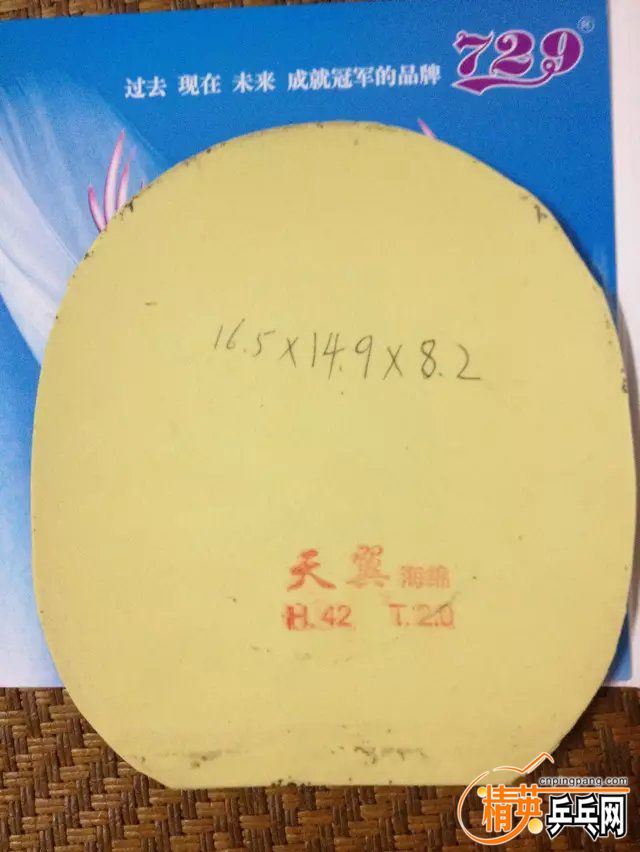 729®
过去 现在 未来 成就冠军的品牌
16.5×14.9×8.2
天翼 海绵
H.42 T.2.0
cnpingpang.com
精英乒乓网